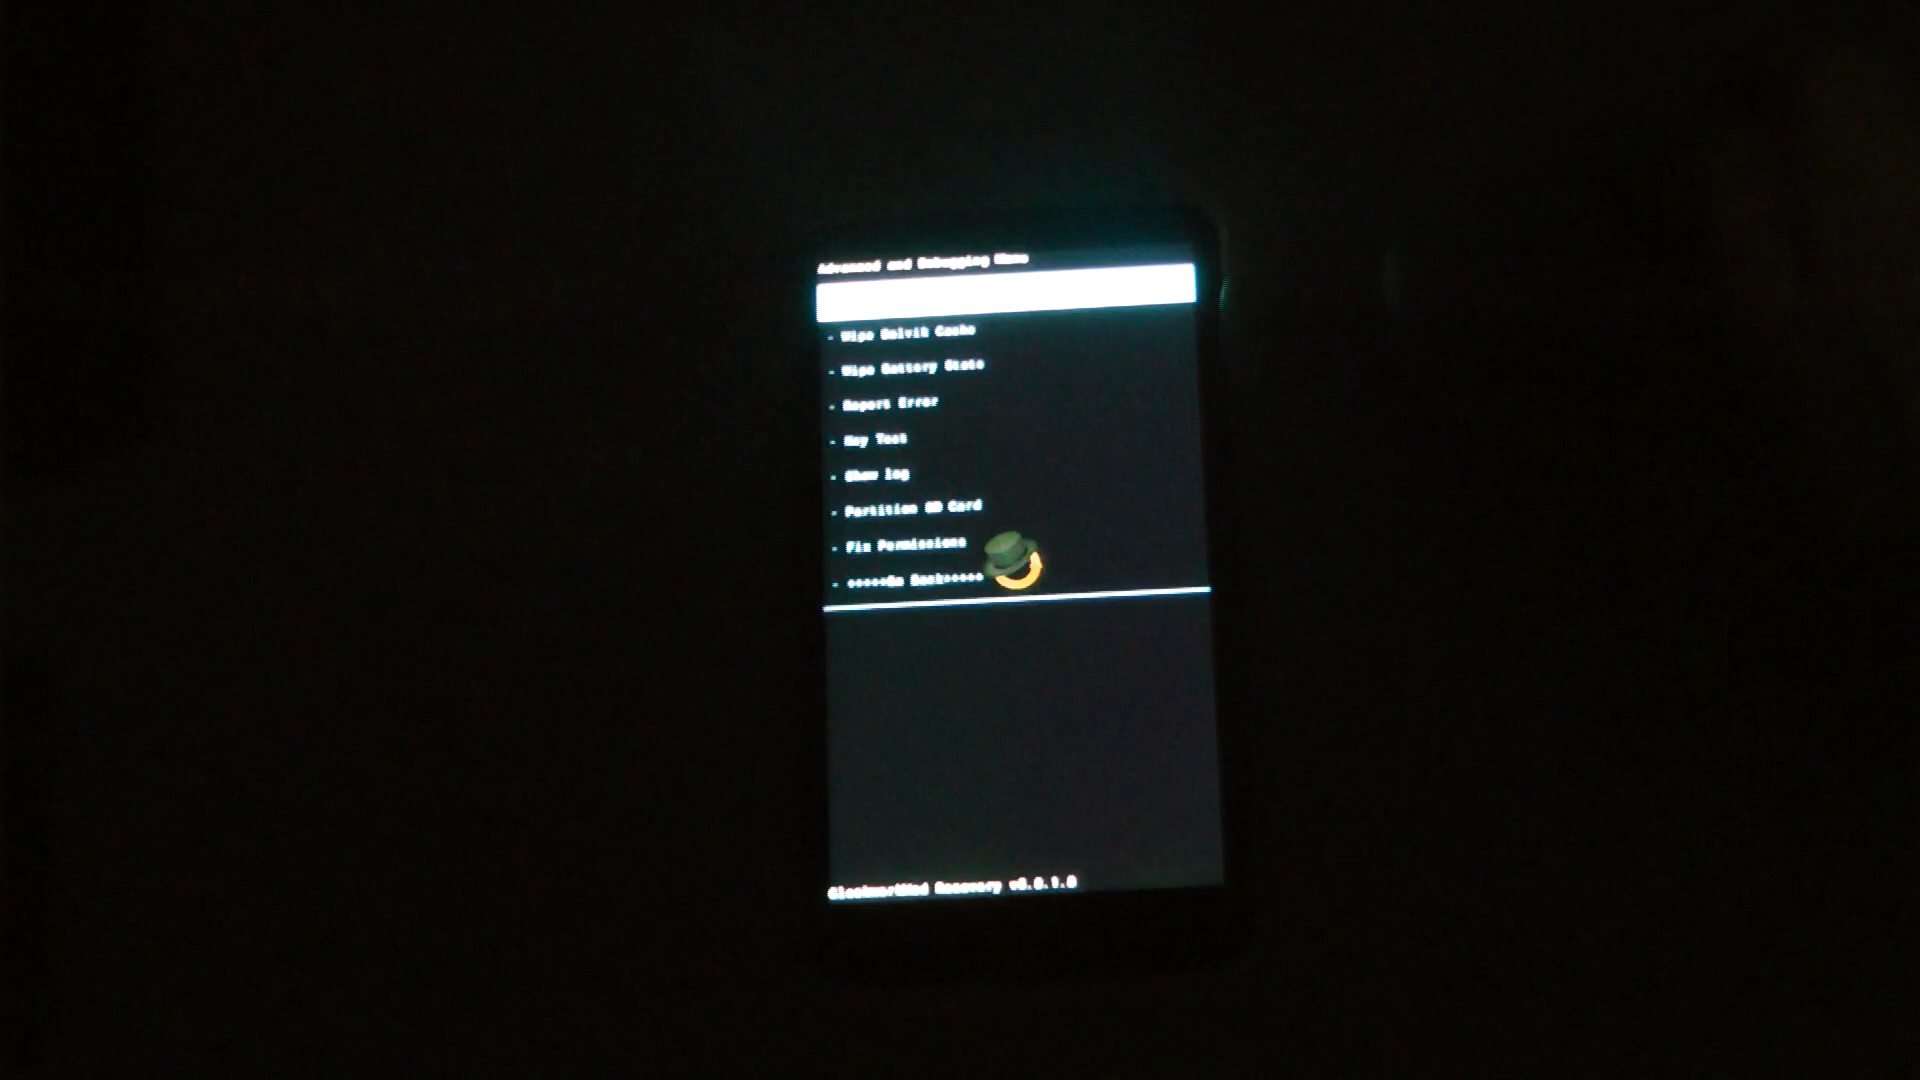 Advanced and Debugging Menu
- Wipe Dalvik Cache
- Wipe Battery Stats
- Report Error
- Key Test
- Show log
- Partition SD Card
- Fix Permissions
- +++++Go Back+++++
ClockworkMod Recovery